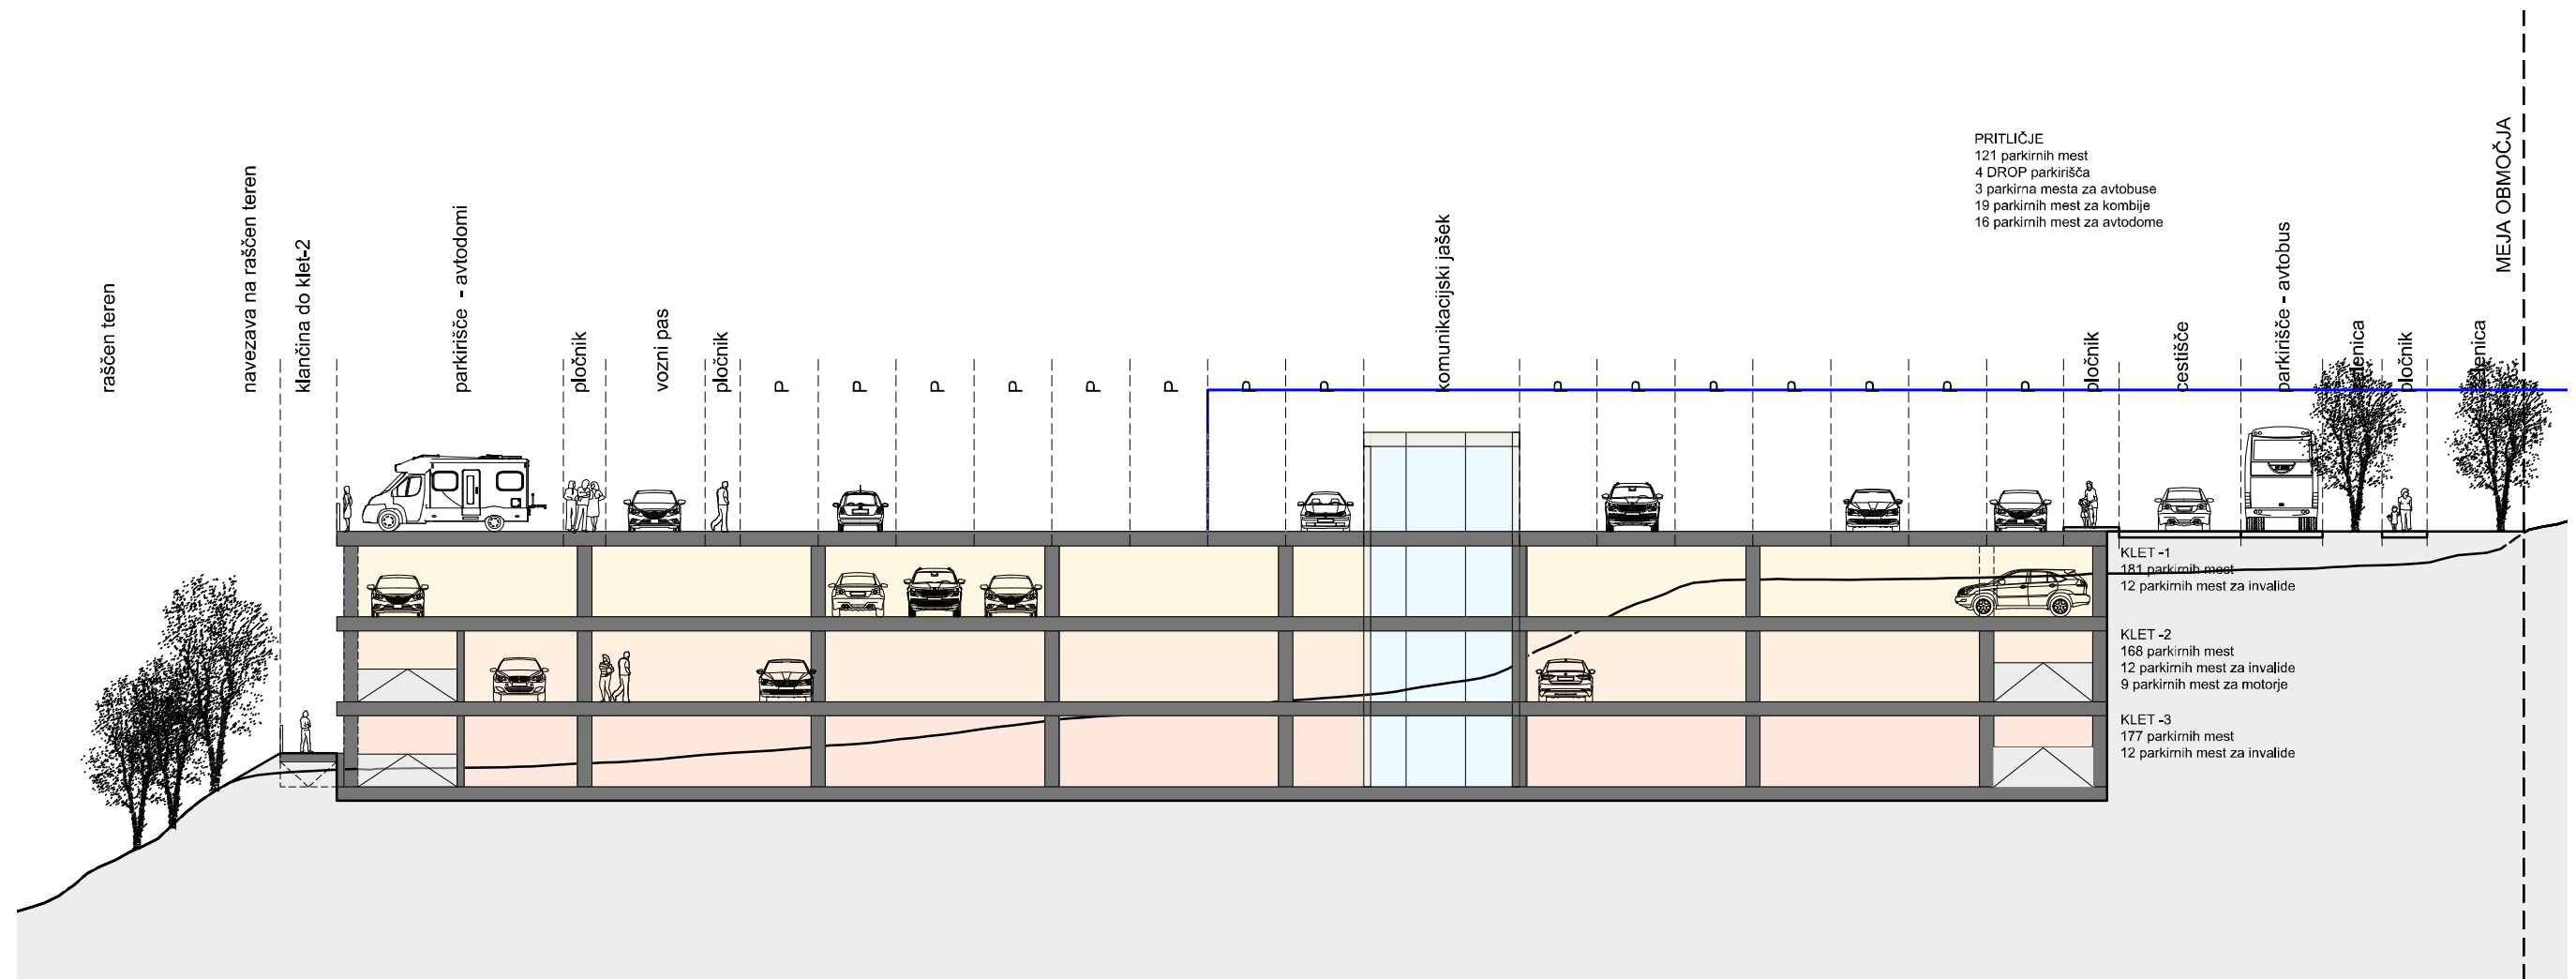 raščen teren
navezava na raščen teren
klančina do klet-2
parkirišče - avtodomi
pločnik
vozni pas
pločnik
P
P
P
P
P
P
P
P
komunikacijski jašek
P
P
P
P
P
P
P
pločnik
cestišče
parkirišče - avtobus
zelenica
pločnik
zelenica
MEJA OBMOČJA
PRITLIČJE
121 parkirnih mest
4 DROP parkirišča
3 parkirna mesta za avtobuse
19 parkirnih mest za kombije
16 parkirnih mest za avtodome
KLET -1
181 parkirnih mest
12 parkirnih mest za invalide
KLET -2
168 parkirnih mest
12 parkirnih mest za invalide
9 parkirnih mest za motorje
KLET -3
177 parkirnih mest
12 parkirnih mest za invalide